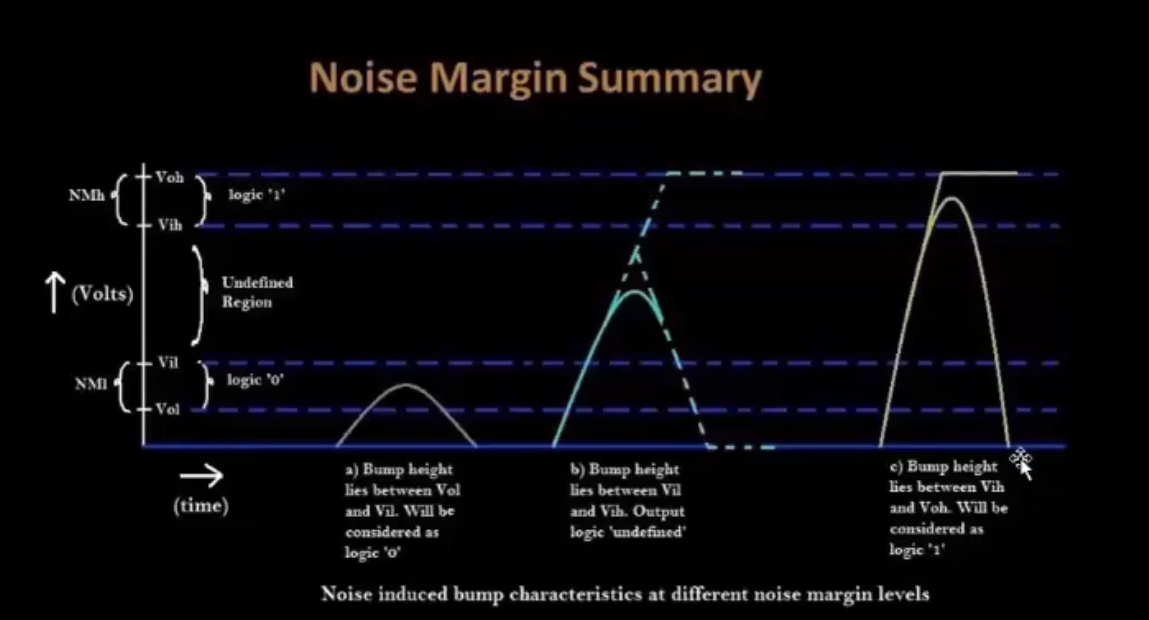 Noise Margin Summary
Voh
NMh
logic '1'
Vih
Undefined
Region
(Volts)
Vil
NMl
logic '0'
Vol
(time)
a) Bump height
lies between Vol
and Vil. Will be
considered as
logic '0'
b) Bump height
lies between Vil
and Vih. Output
logic 'undefined'
c) Bump height
lies between Vih
and Voh. Will be
considered as
logic '1'
Noise induced bump characteristics at different noise margin levels